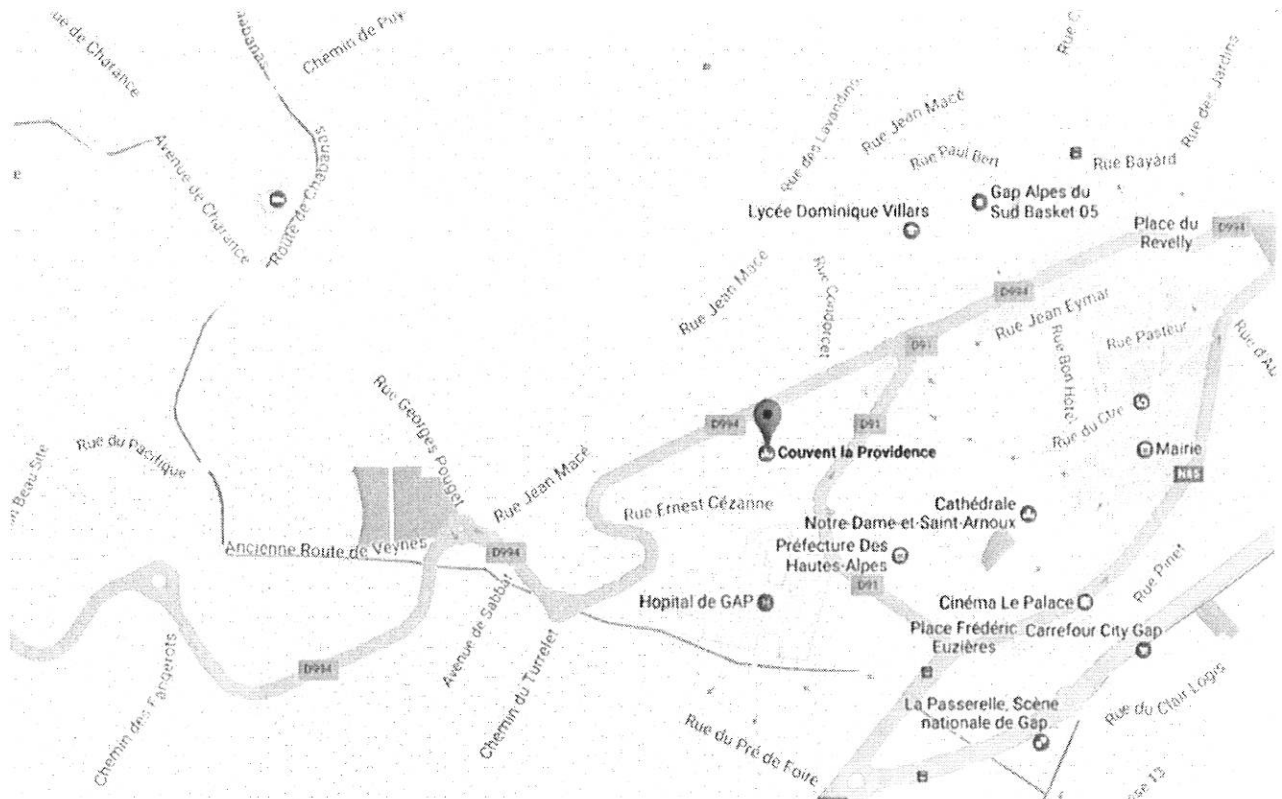 Chemin de Puy
Avenue de Charance
Route de Chabanas
Rue des Lavandins
Rue Jean Macé
Rue Paul Bert
Rue Bayard
Rue des Jardins
Gap Alpes du
Sud Basket 05
Lycée Dominique Villars
Place du
Revelly
D994
D994
Rue Jean Macé
Rue Condorcet
Rue Jean Eymar
D91
Rue Pasteur
Rue Bon Hôtel
Rue Georges Pouget
D994
D91
Rue du Ctre
Couvent la Providence
Mairie
N85
Rue du Pacifique
Beau Site
Rue Jean Macé
Rue Ernest Cézanne
Cathédrale
Notre-Dame-et-Saint-Arnoux
Ancienne Route de Veynes
D994
Préfecture Des
Hautes-Alpes
D91
Rue Pinet
Hopital de GAP
Cinéma Le Palace
Place Frédéric
Euzières
Carrefour City Gap
Avenue de Sabbat
Chemin du Turrelet
D994
Chemin des Fangerots
La Passerelle, Scène
nationale de Gap...
Rue du Clair Logis
Rue du Pré de Foire